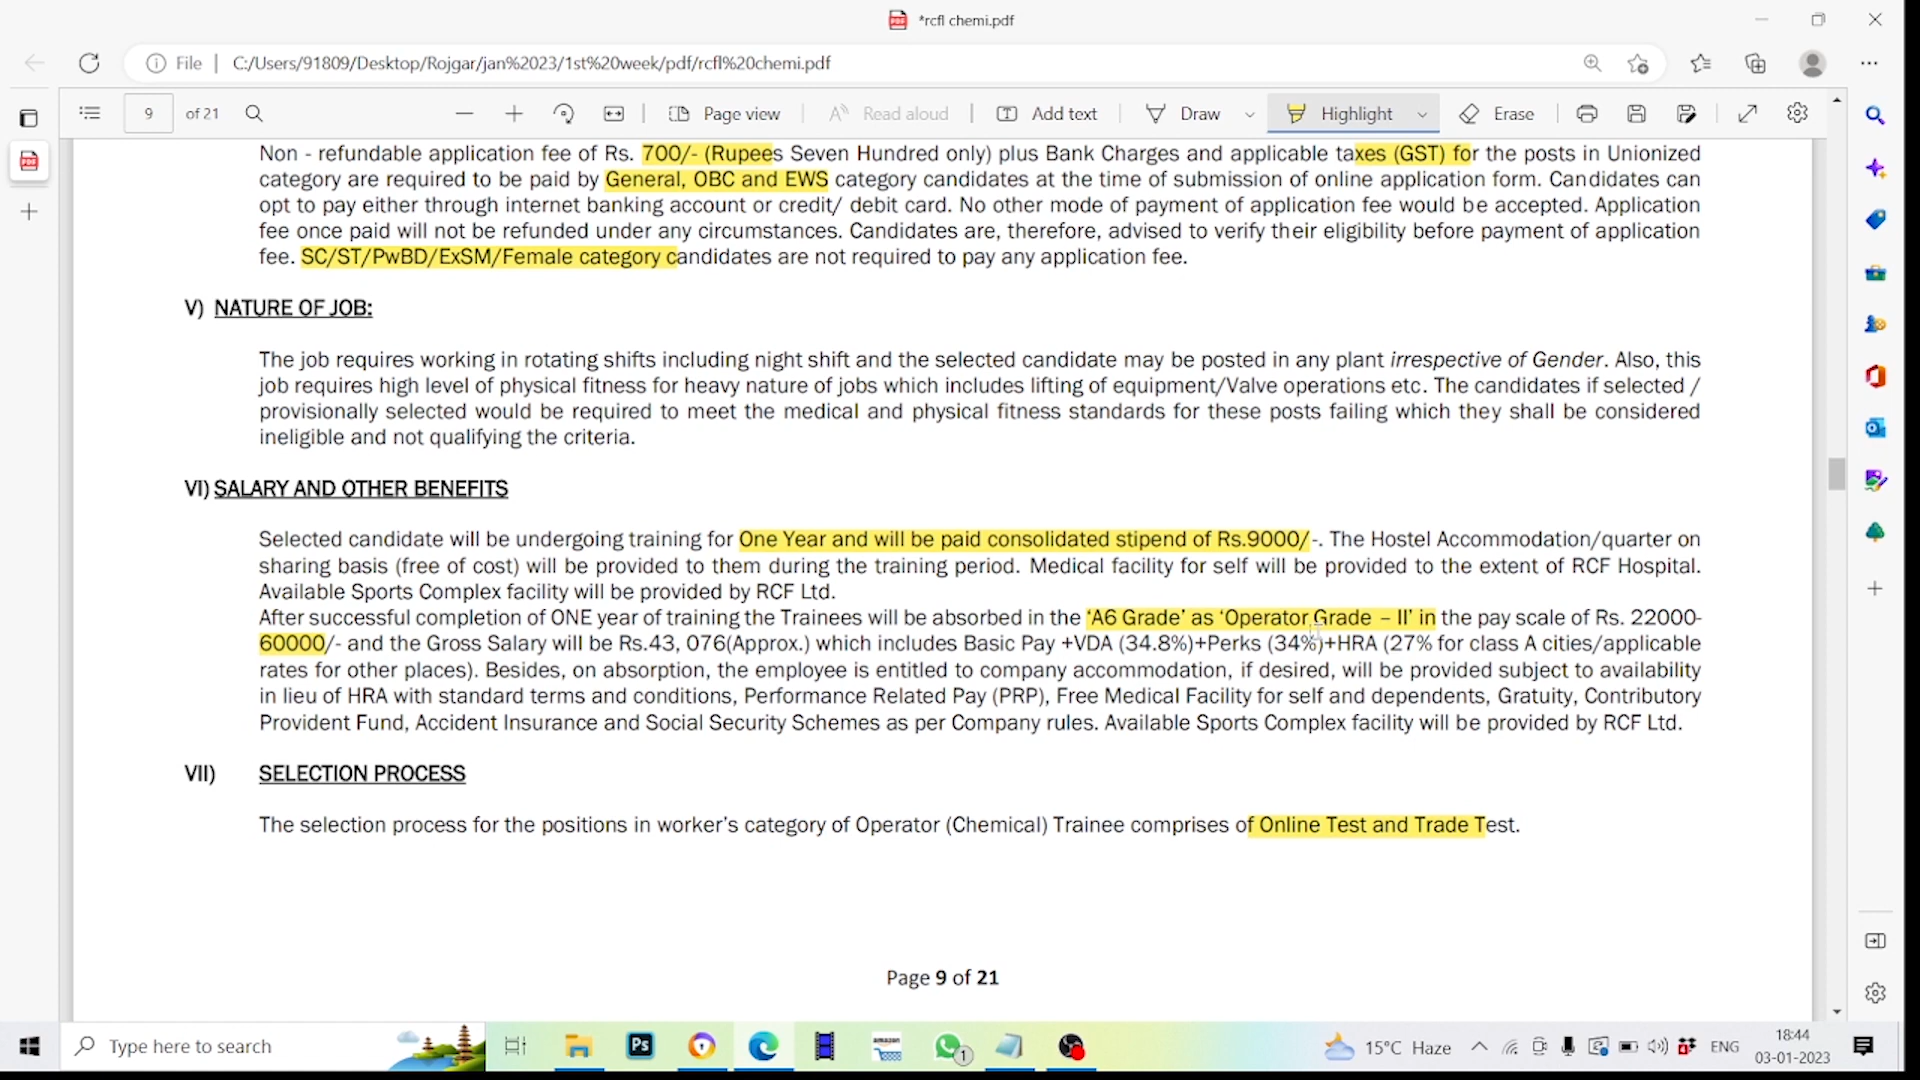 *rcfl chemi.pdf
File | C:/Users/91809/Desktop/Rojgar/jan%2023/1st%20week/pdf/rcfl%20chemi.pdf
9 of 21 Page view Read aloud Add text Draw Highlight Erase
Non - refundable application fee of Rs. 700/- (Rupees Seven Hundred only) plus Bank Charges and applicable taxes (GST) for the posts in Unionized
category are required to be paid by General, OBC and EWS category candidates at the time of submission of online application form. Candidates can
opt to pay either through internet banking account or credit/ debit card. No other mode of payment of application fee would be accepted. Application
fee once paid will not be refunded under any circumstances. Candidates are, therefore, advised to verify their eligibility before payment of application
fee. SC/ST/PwBD/ExSM/Female category candidates are not required to pay any application fee.
V) NATURE OF JOB:
The job requires working in rotating shifts including night shift and the selected candidate may be posted in any plant irrespective of Gender. Also, this
job requires high level of physical fitness for heavy nature of jobs which includes lifting of equipment/Valve operations etc. The candidates if selected /
provisionally selected would be required to meet the medical and physical fitness standards for these posts failing which they shall be considered
ineligible and not qualifying the criteria.
VI) SALARY AND OTHER BENEFITS
Selected candidate will be undergoing training for One Year and will be paid consolidated stipend of Rs.9000/-. The Hostel Accommodation/quarter on
sharing basis (free of cost) will be provided to them during the training period. Medical facility for self will be provided to the extent of RCF Hospital.
Available Sports Complex facility will be provided by RCF Ltd.
After successful completion of ONE year of training the Trainees will be absorbed in the ‘A6 Grade’ as ‘Operator Grade – II’ in the pay scale of Rs. 22000-
60000/- and the Gross Salary will be Rs.43, 076(Approx.) which includes Basic Pay +VDA (34.8%)+Perks (34%)+HRA (27% for class A cities/applicable
rates for other places). Besides, on absorption, the employee is entitled to company accommodation, if desired, will be provided subject to availability
in lieu of HRA with standard terms and conditions, Performance Related Pay (PRP), Free Medical Facility for self and dependents, Gratuity, Contributory
Provident Fund, Accident Insurance and Social Security Schemes as per Company rules. Available Sports Complex facility will be provided by RCF Ltd.
VII) SELECTION PROCESS
The selection process for the positions in worker’s category of Operator (Chemical) Trainee comprises of Online Test and Trade Test.
Page 9 of 21
Type here to search Ps amazon 1 15°C Haze ENG 18:44
03-01-2023